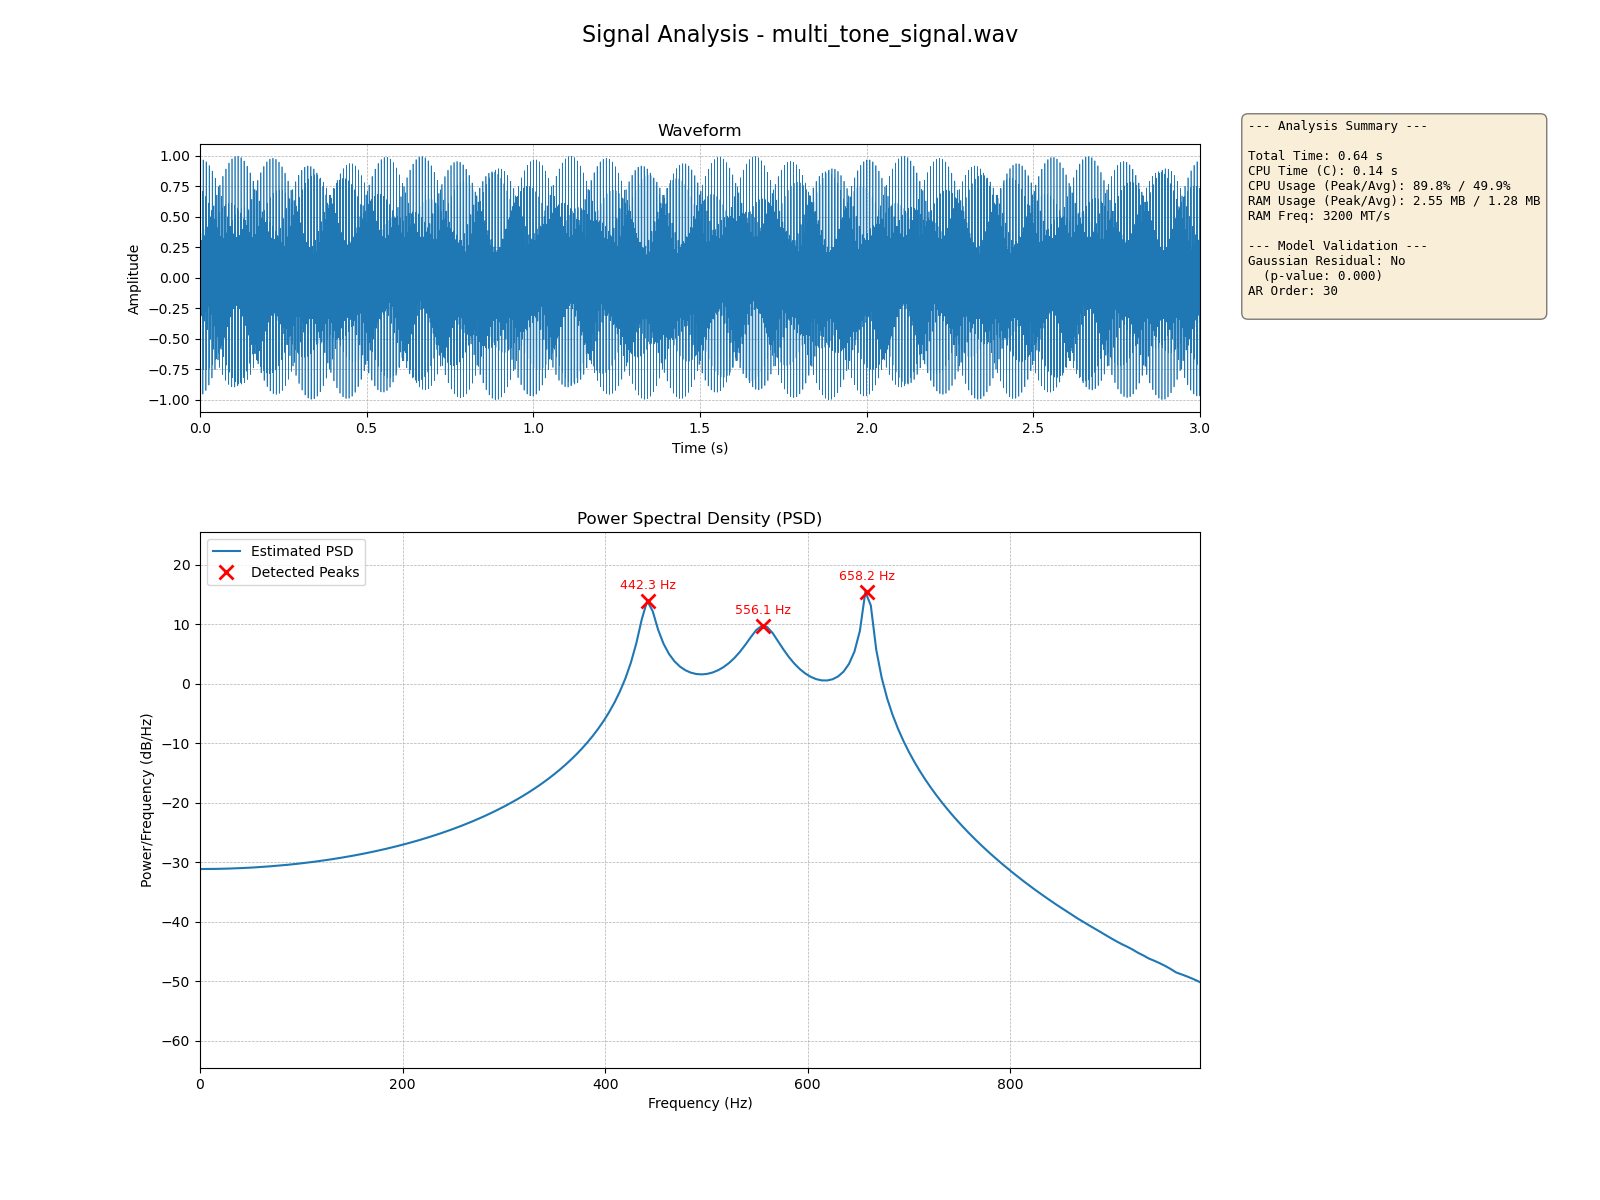 Signal Analysis - multi_tone_signal.wav
Waveform
1.00
0.75
0.50
0.25
0.00
−0.25
−0.50
−0.75
−1.00
Amplitude
0.0 0.5 1.0 1.5 2.0 2.5 3.0
Time (s)
--- Analysis Summary ---
Total Time: 0.64 s
CPU Time (C): 0.14 s
CPU Usage (Peak/Avg): 89.8% / 49.9%
RAM Usage (Peak/Avg): 2.55 MB / 1.28 MB
RAM Freq: 3200 MT/s
--- Model Validation ---
Gaussian Residual: No
(p-value: 0.000)
AR Order: 30
Power Spectral Density (PSD)
Estimated PSD
Detected Peaks
442.3 Hz
556.1 Hz
658.2 Hz
20
10
0
−10
−20
−30
−40
−50
−60
Power/Frequency (dB/Hz)
0 200 400 600 800
Frequency (Hz)